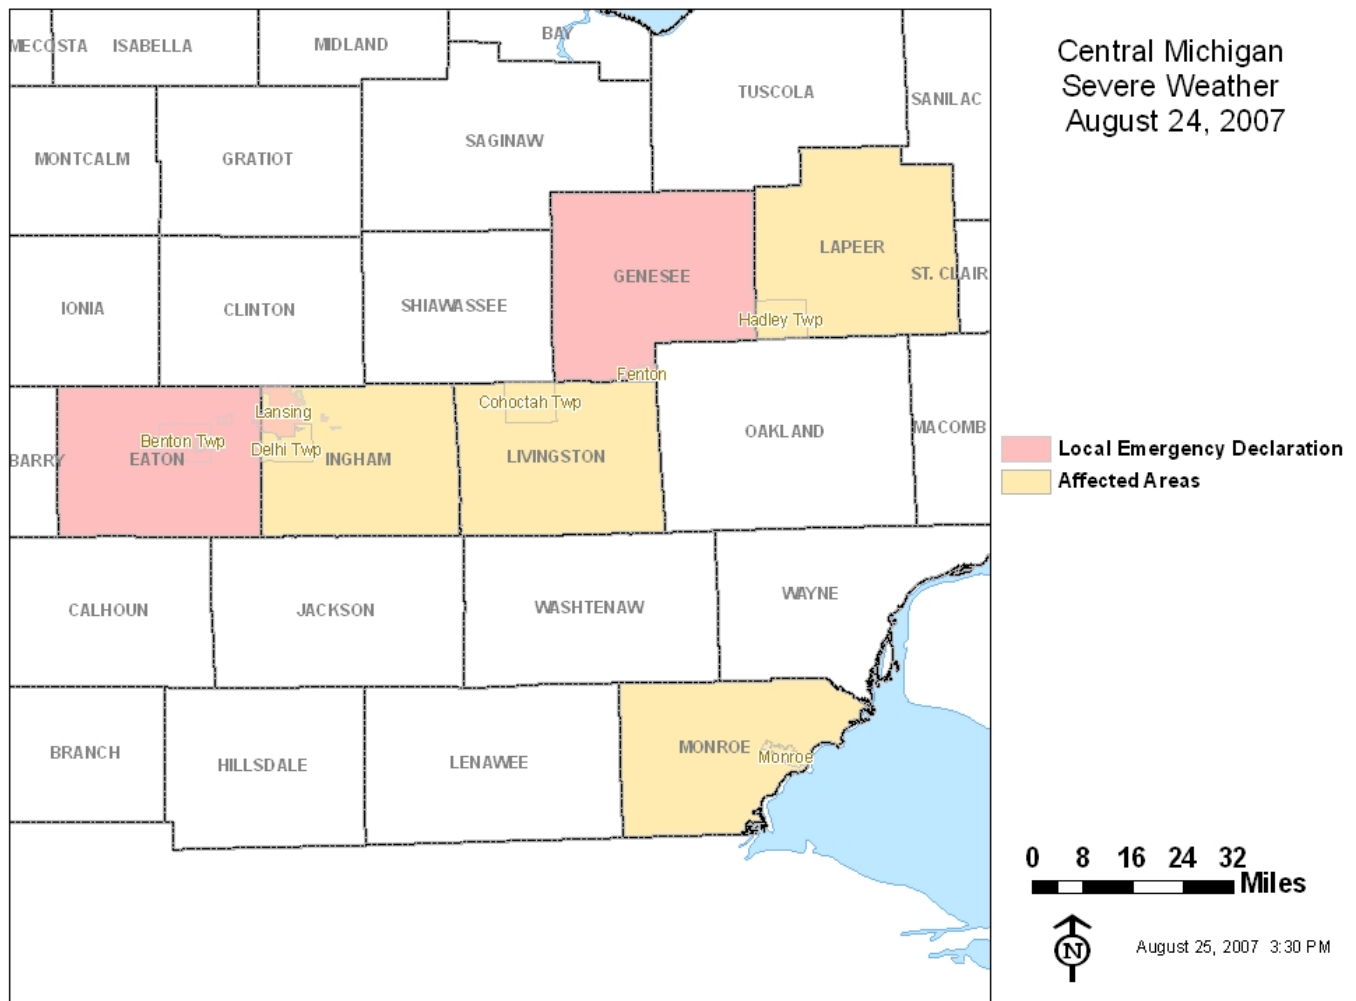 Central Michigan
Severe Weather
August 24, 2007
MECOSTA
ISABELLA
MIDLAND
BAY
TUSCOLA
SANILAC
MONTCALM
GRATIOT
SAGINAW
GENESEE
LAPEER
ST. CLAIR
IONIA
CLINTON
SHIAWASSEE
Hadley Twp
Fenton
Lansing
Cohoctah Twp
Benton Twp
Delhi Twp
BARRY
EATON
INGHAM
LIVINGSTON
OAKLAND
MACOMB
Local Emergency Declaration
Affected Areas
CALHOUN
JACKSON
WASHTENAW
WAYNE
BRANCH
HILLSDALE
LENAWEE
MONROE
Monroe
0 8 16 24 32
Miles
N
August 25, 2007 3:30 PM